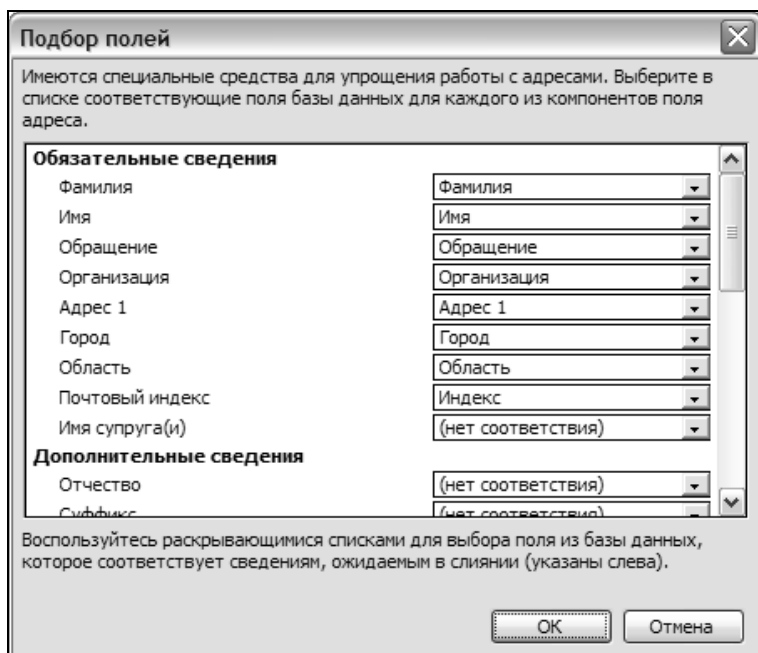 Подбор полей
Имеются специальные средства для упрощения работы с адресами. Выберите в
списке соответствующие поля базы данных для каждого из компонентов поля
адреса.
Обязательные сведения
Фамилия Фамилия
Имя Имя
Обращение Обращение
Организация Организация
Адрес 1 Адрес 1
Город Город
Область Область
Почтовый индекс Индекс
Имя супруга(и) (нет соответствия)
Дополнительные сведения
Отчество (нет соответствия)
Суффикс (нет соответствия)
Воспользуйтесь раскрывающимися списками для выбора поля из базы данных,
которое соответствует сведениям, ожидаемым в слиянии (указаны слева).
OK Отмена